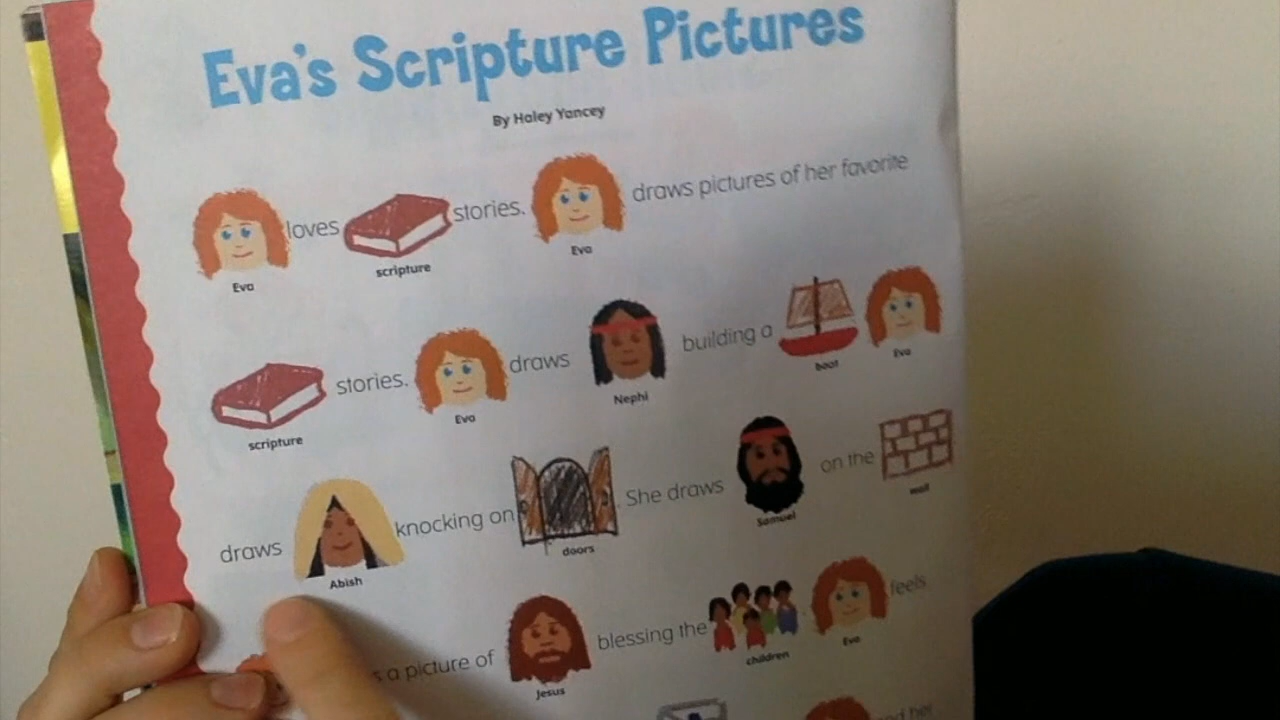 Eva's Scripture Pictures
By Haley Yancey
loves stories. draws pictures of her favorite
Eva scripture Eva
stories. draws building a
scripture Eva Nephi boat Eva
draws knocking on . She draws on the
Abish doors Samuel wall
s a picture of blessing the feels
Jesus children Eva
her